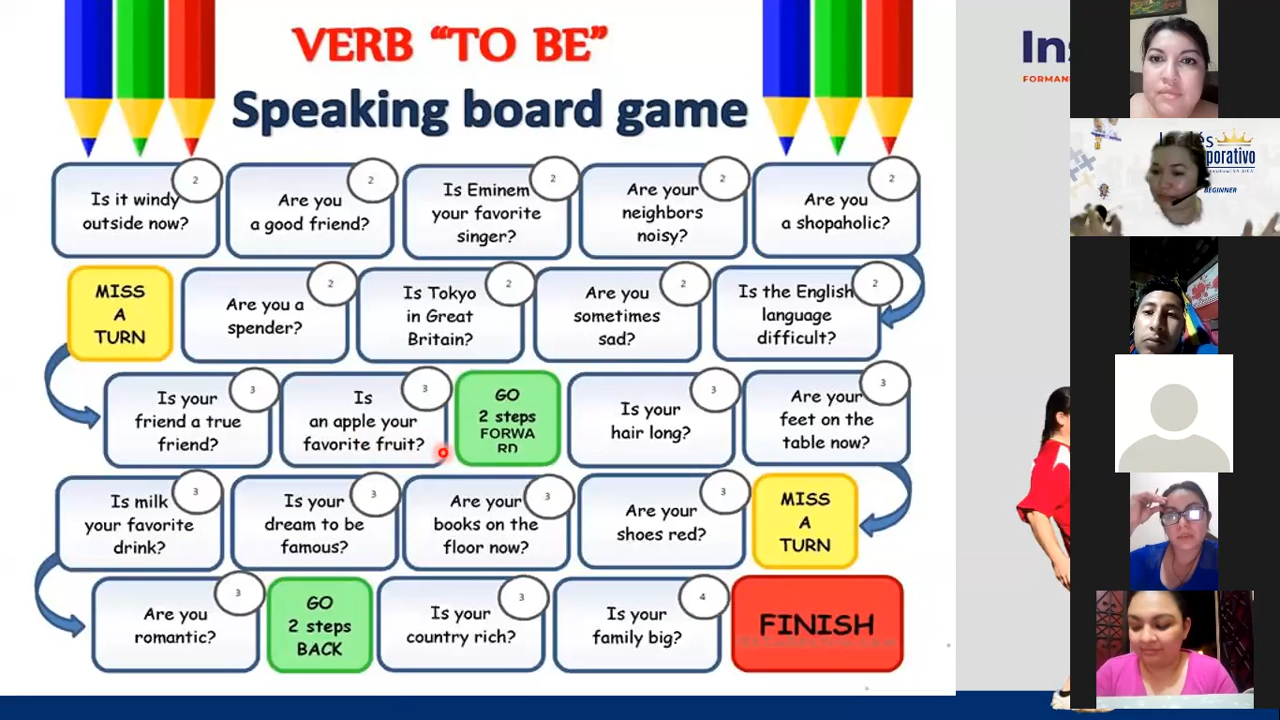 VERB “TO BE”
Speaking board game
2
Is it windy
outside now?
2
Are you
a good friend?
2
Is Eminem
your favorite
singer?
2
Are your
neighbors
noisy?
2
Are you
a shopaholic?
MISS
A
TURN
2
Are you a
spender?
2
Is Tokyo
in Great
Britain?
2
Are you
sometimes
sad?
2
Is the English
language
difficult?
3
Is your
friend a true
friend?
3
Is
an apple your
favorite fruit?
GO
2 steps
FORWA
RD
3
Is your
hair long?
3
Are your
feet on the
table now?
3
Is milk
your favorite
drink?
3
Is your
dream to be
famous?
3
Are your
books on the
floor now?
3
Are your
shoes red?
MISS
A
TURN
3
Are you
romantic?
GO
2 steps
BACK
3
Is your
country rich?
4
Is your
family big?
FINISH
In
FORMAN
BEGINNER